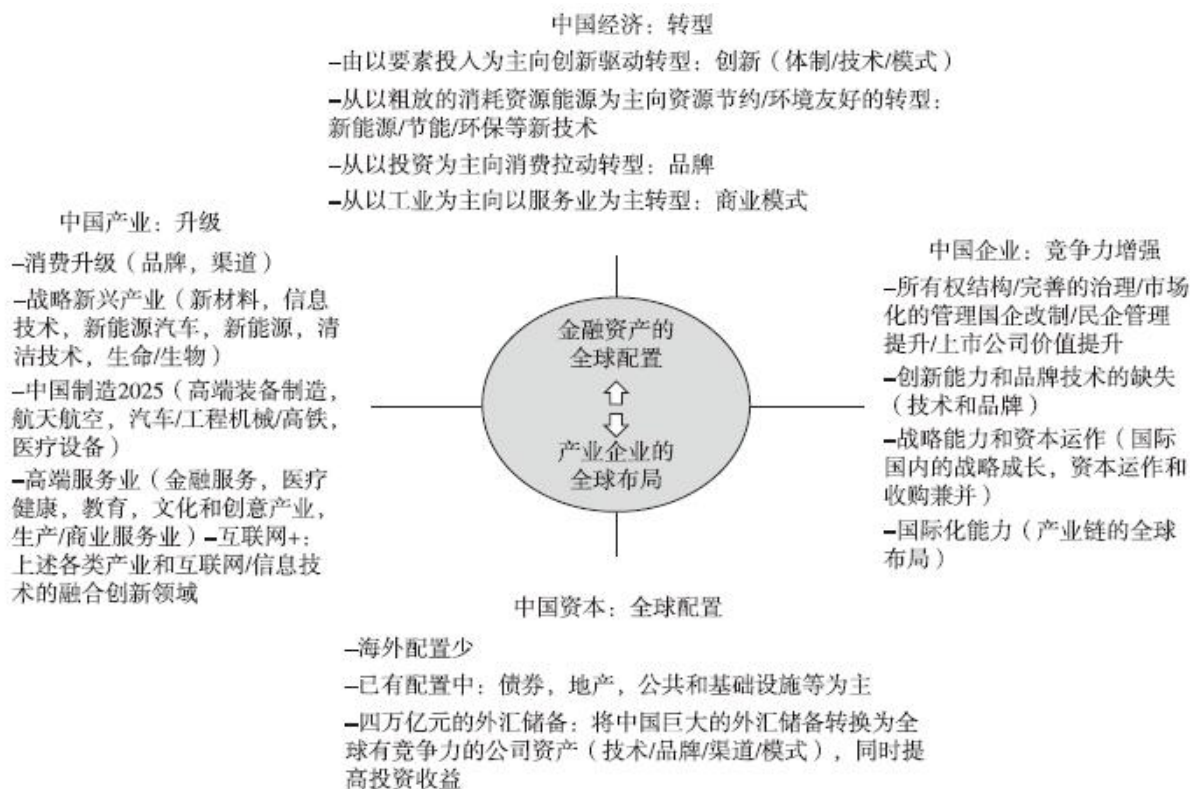 中国经济：转型
–由以要素投入为主向创新驱动转型：创新（体制/技术/模式）
–从以粗放的消耗资源能源为主向资源节约/环境友好的转型：
新能源/节能/环保等新技术
–从以投资为主向消费拉动转型：品牌
–从以工业为主向以服务业为主转型：商业模式
中国产业：升级
–消费升级（品牌，渠道）
–战略新兴产业（新材料，信息
技术，新能源汽车，新能源，清
洁技术，生命/生物）
–中国制造2025（高端装备制造，
航天航空，汽车/工程机械/高铁，
医疗设备）
–高端服务业（金融服务，医疗
健康，教育，文化和创意产业，
生产/商业服务业）–互联网+：
上述各类产业和互联网/信息技
术的融合创新领域
金融资产的
全球配置
产业企业的
全球布局
中国企业：竞争力增强
–所有权结构/完善的治理/市场
化的管理国企改制/民企管理
提升/上市公司价值提升
–创新能力和品牌技术的缺失
（技术和品牌）
–战略能力和资本运作（国际
国内的战略成长，资本运作和
收购兼并）
–国际化能力（产业链的全球
布局）
中国资本：全球配置
–海外配置少
–已有配置中：债券，地产，公共和基础设施等为主
–四万亿元的外汇储备：将中国巨大的外汇储备转换为全
球有竞争力的公司资产（技术/品牌/渠道/模式），同时提
高投资收益